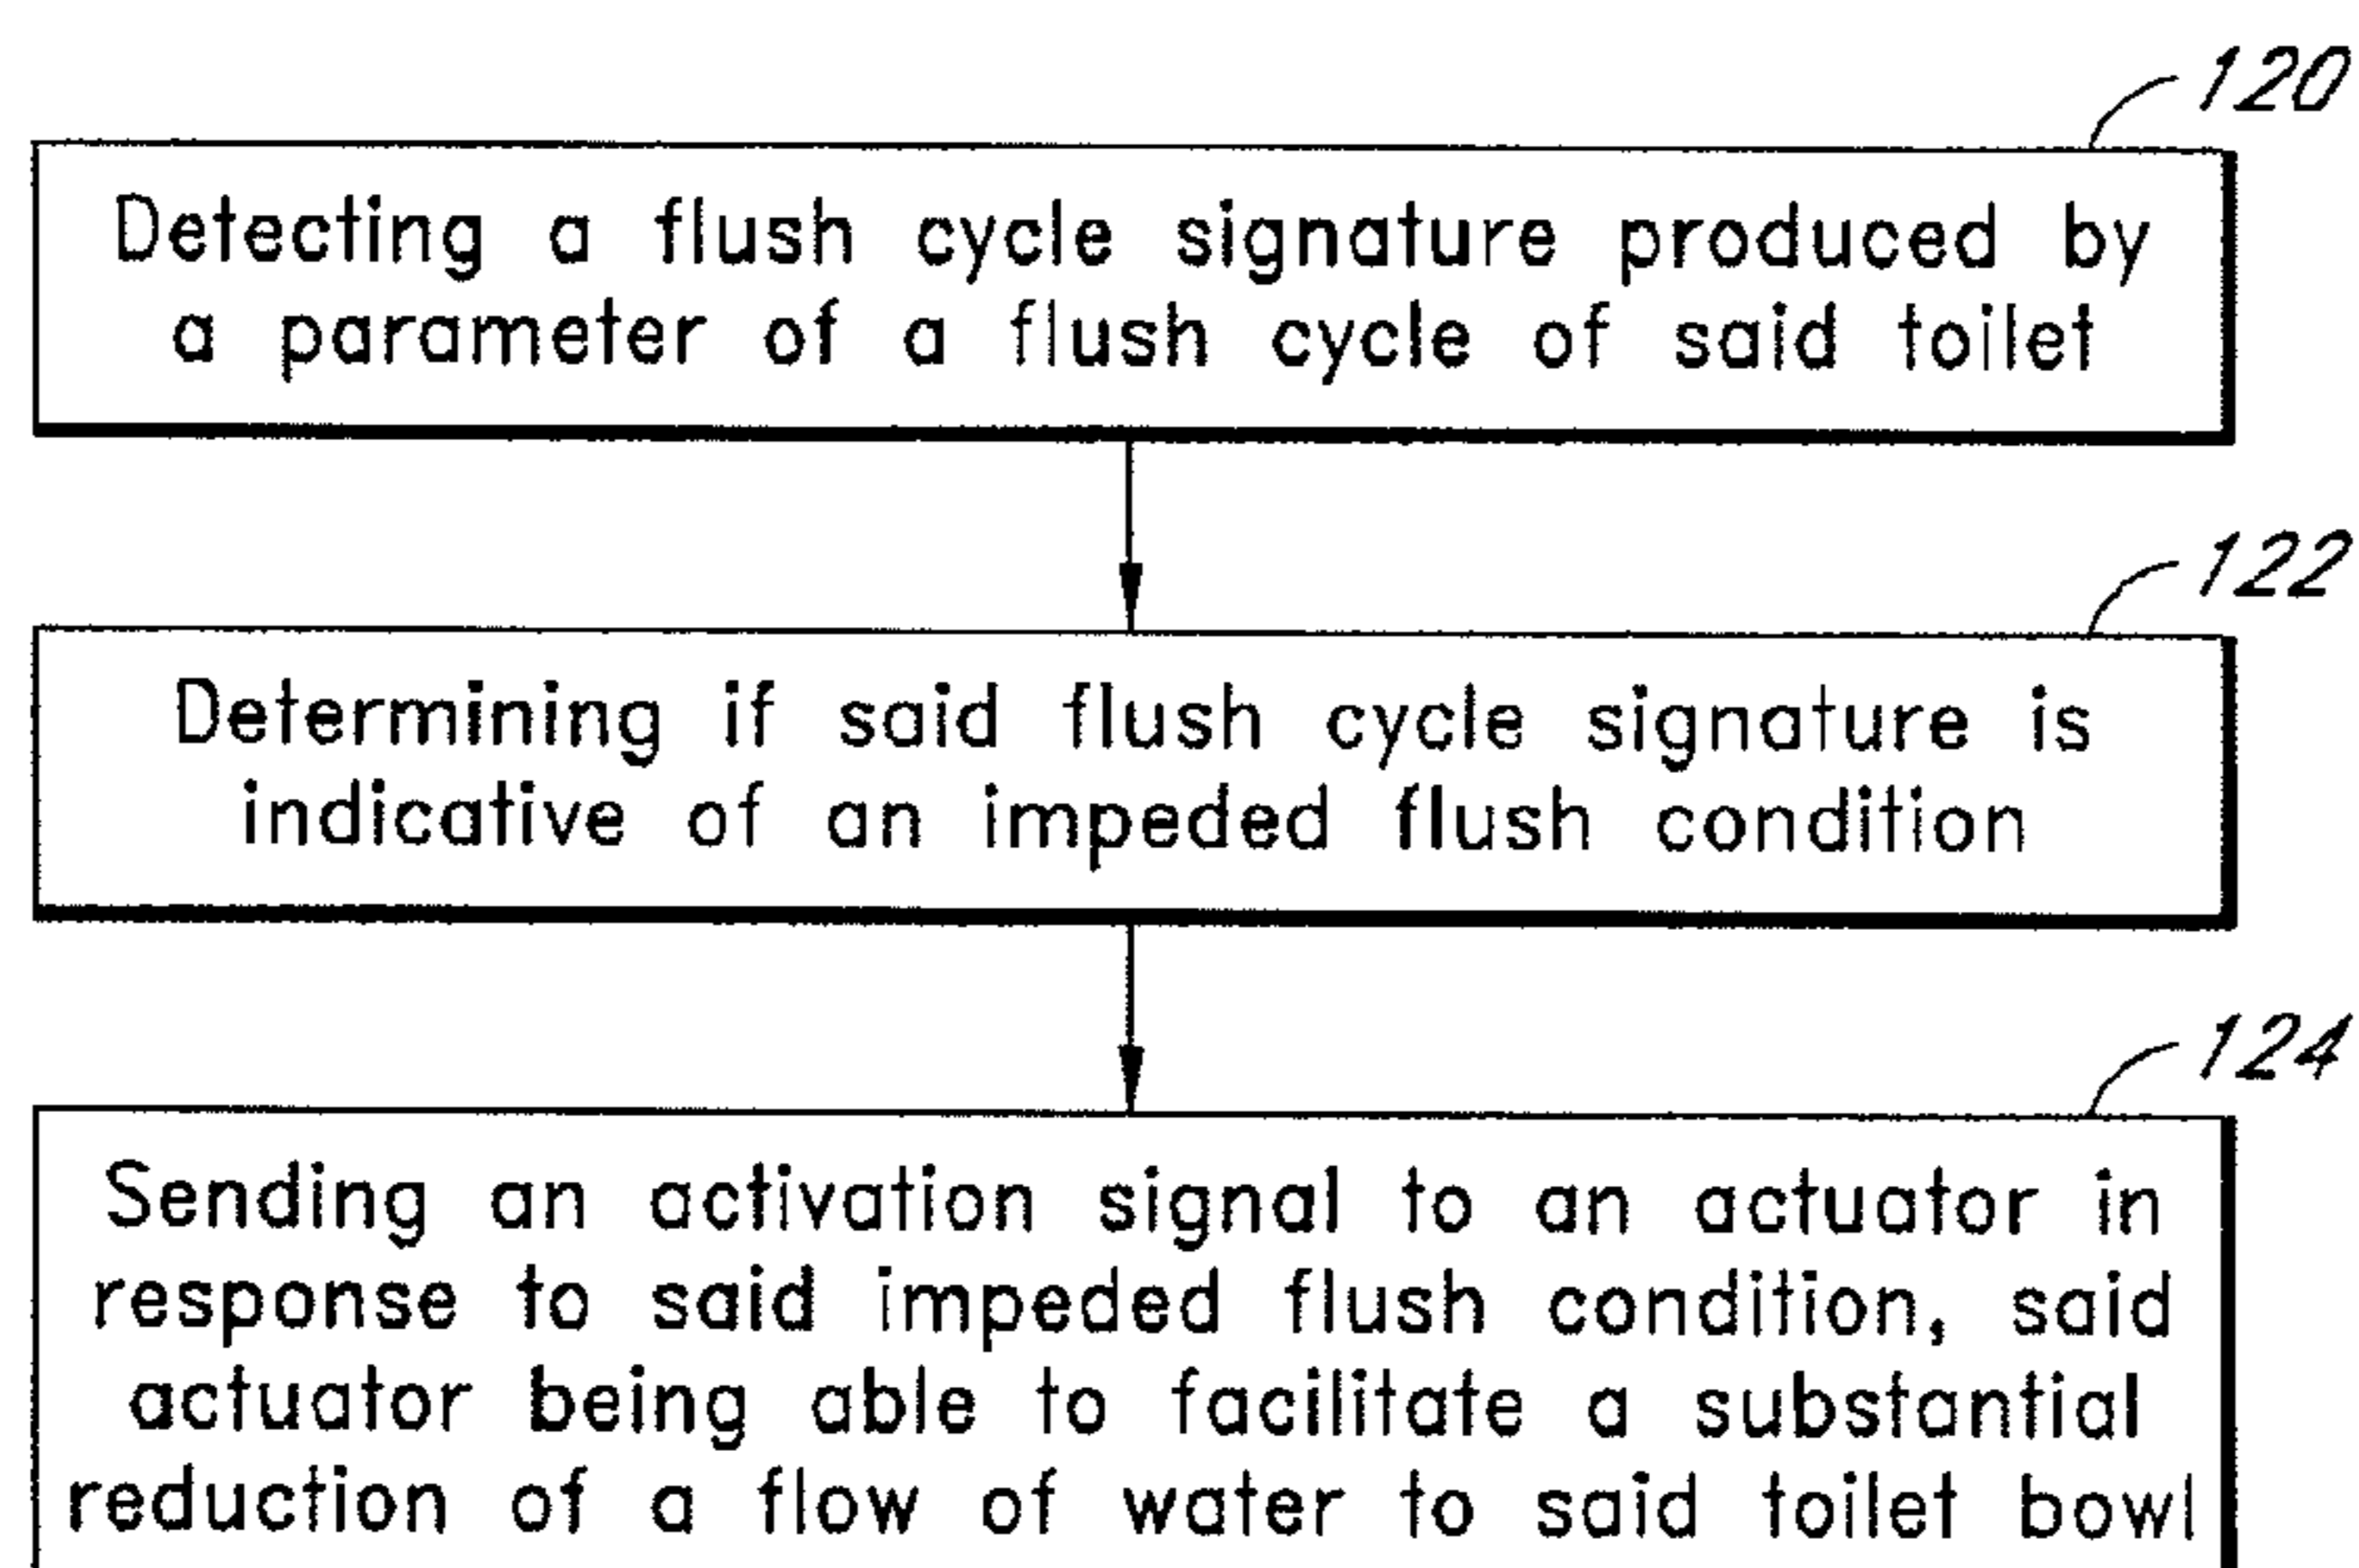 120
Detecting a flush cycle signature produced by
a parameter of a flush cycle of said toilet
122
Determining if said flush cycle signature is
indicative of an impeded flush condition
124
Sending an activation signal to an actuator in
response to said impeded flush condition, said
actuator being able to facilitate a substantial
reduction of a flow of water to said toilet bowl